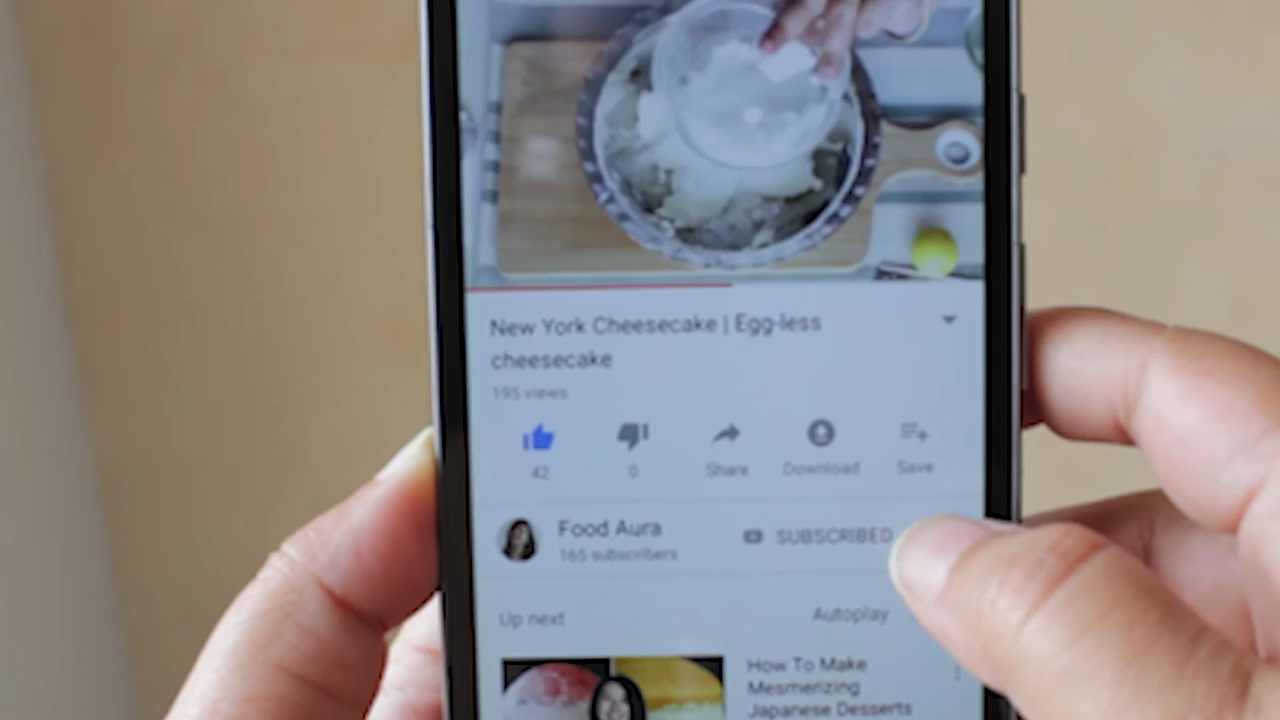 New York Cheesecake | Egg-less
cheesecake
195 views
42
0
Share
Download
Save
Food Aura
165 subscribers
SUBSCRIBED
Up next
Autoplay
How To Make
Mesmerizing
Japanese Desserts